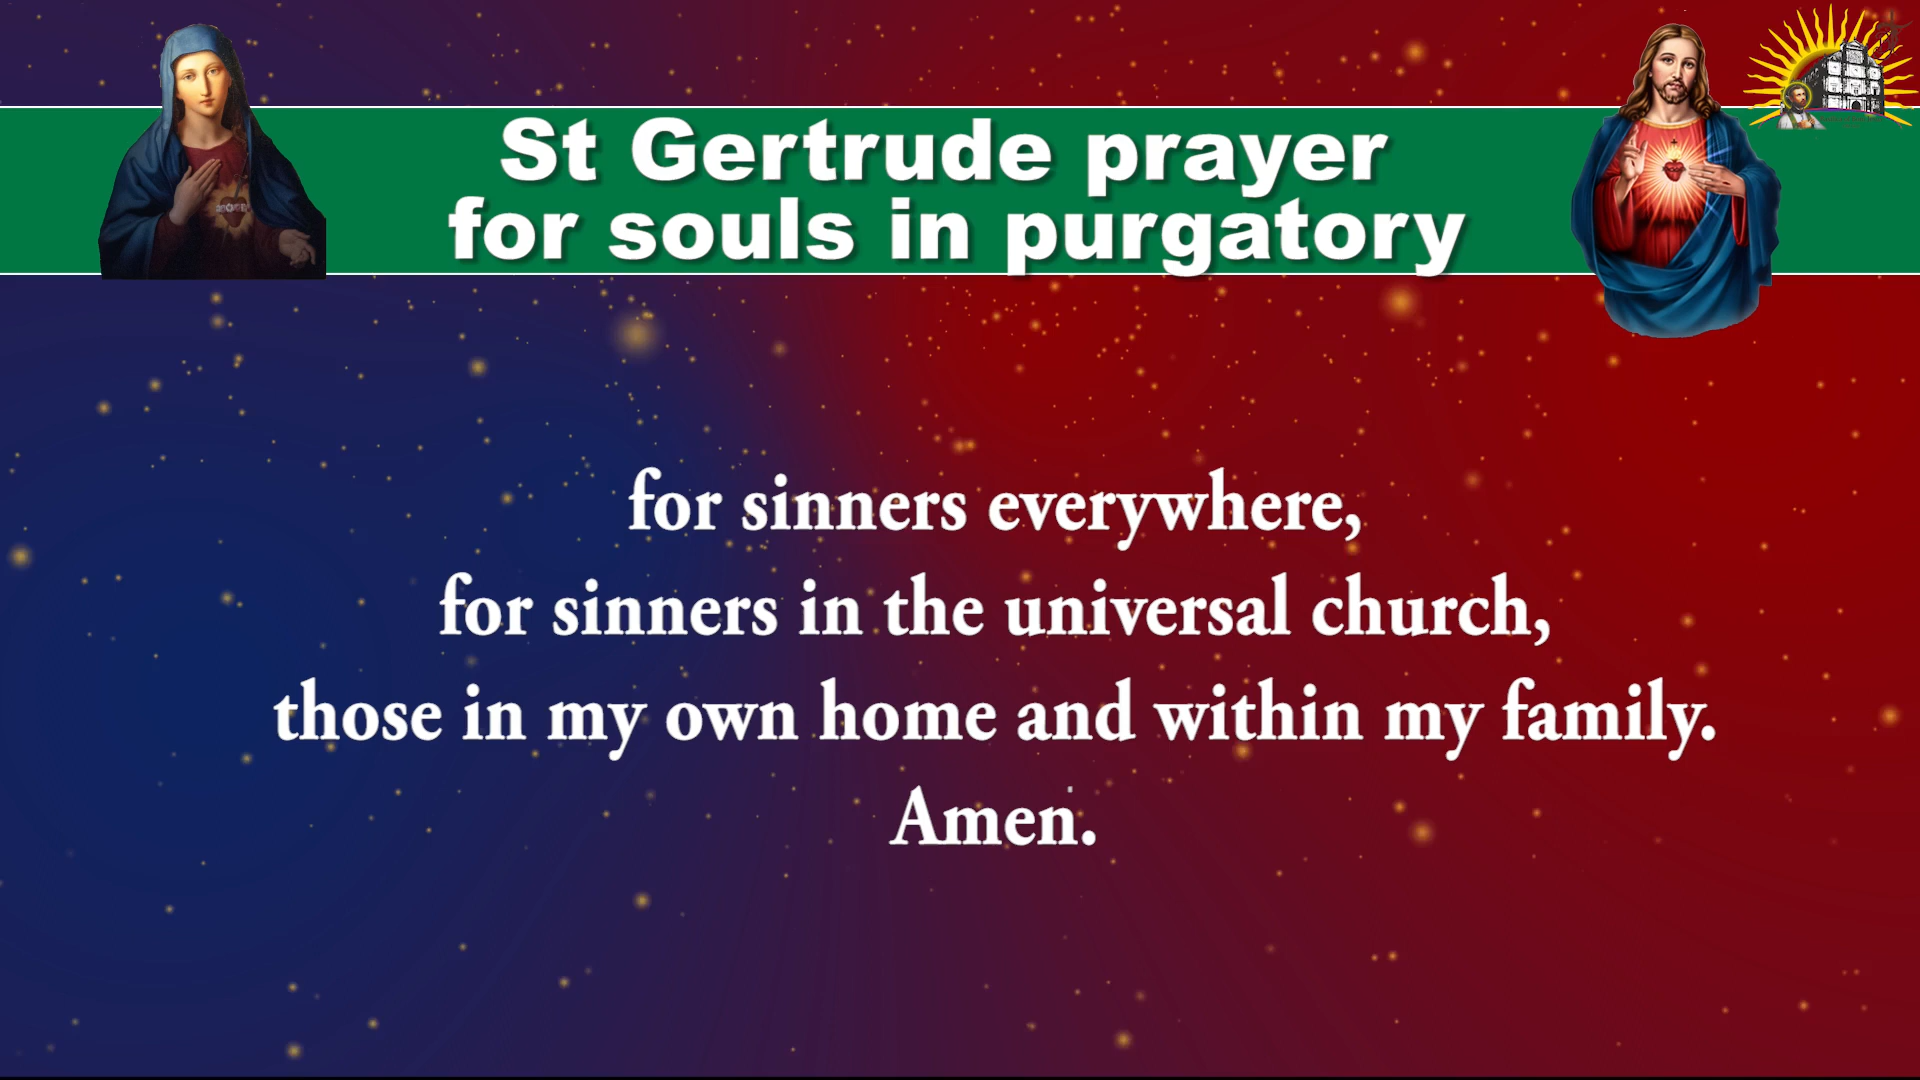 St Gertrude prayer
for souls in purgatory
for sinners everywhere,
for sinners in the universal church,
those in my own home and within my family.
Amen.